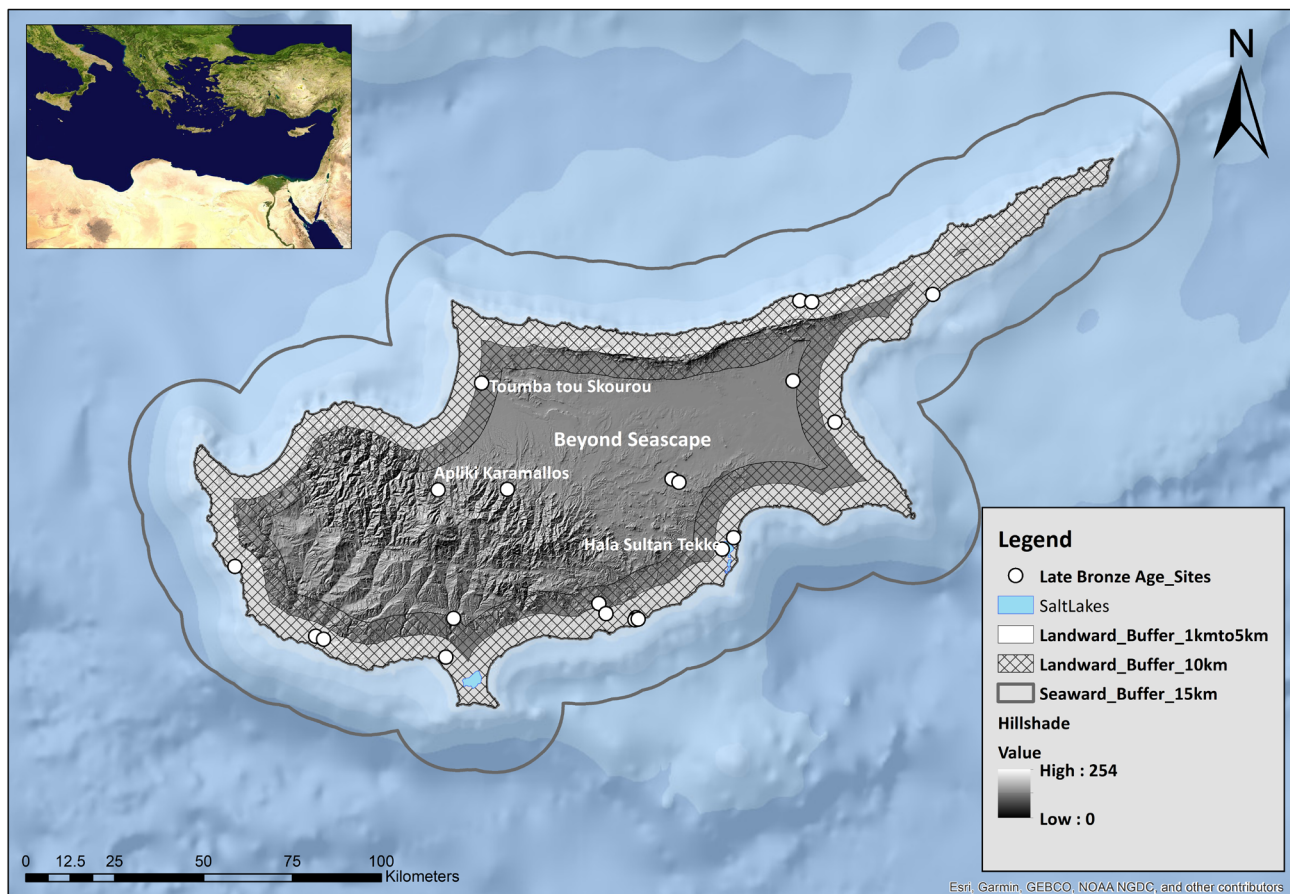 N
Toumba tou Skourou
Beyond Seascape
Apliki Karamallos
Hala Sultan Tekke
Legend
Late Bronze Age_Sites
SaltLakes
Landward_Buffer_1kmto5km
Landward_Buffer_10km
Seaward_Buffer_15km
Hillshade
Value
High : 254
Low : 0
0 12.5 25 50 75 100
Kilometers
Esri, Garmin, GEBCO, NOAA NGDC, and other contributors